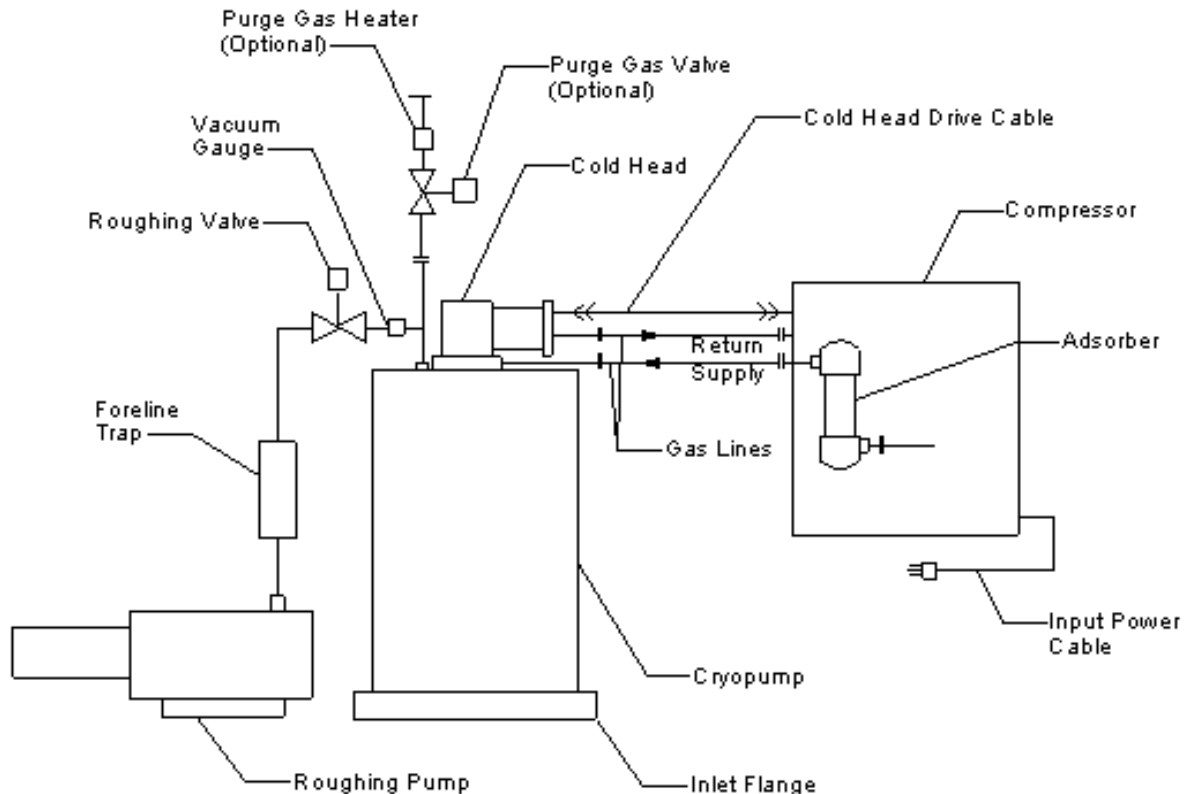 Purge Gas Heater
(Optional)
Purge Gas Valve
(Optional)
Vacuum
Gauge
Cold Head Drive Cable
Cold Head
Roughing Valve
Compressor
Return
Supply
Adsorber
Foreline
Trap
Gas Lines
Input Power
Cable
Cryopump
Roughing Pump
Inlet Flange